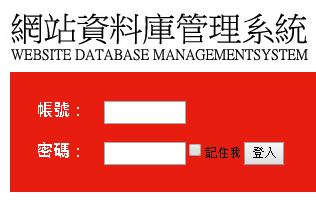 網站資料庫管理系統
WEBSITE DATABASE MANAGEMENTSYSTEM
帳號：
密碼： 記住我 登入